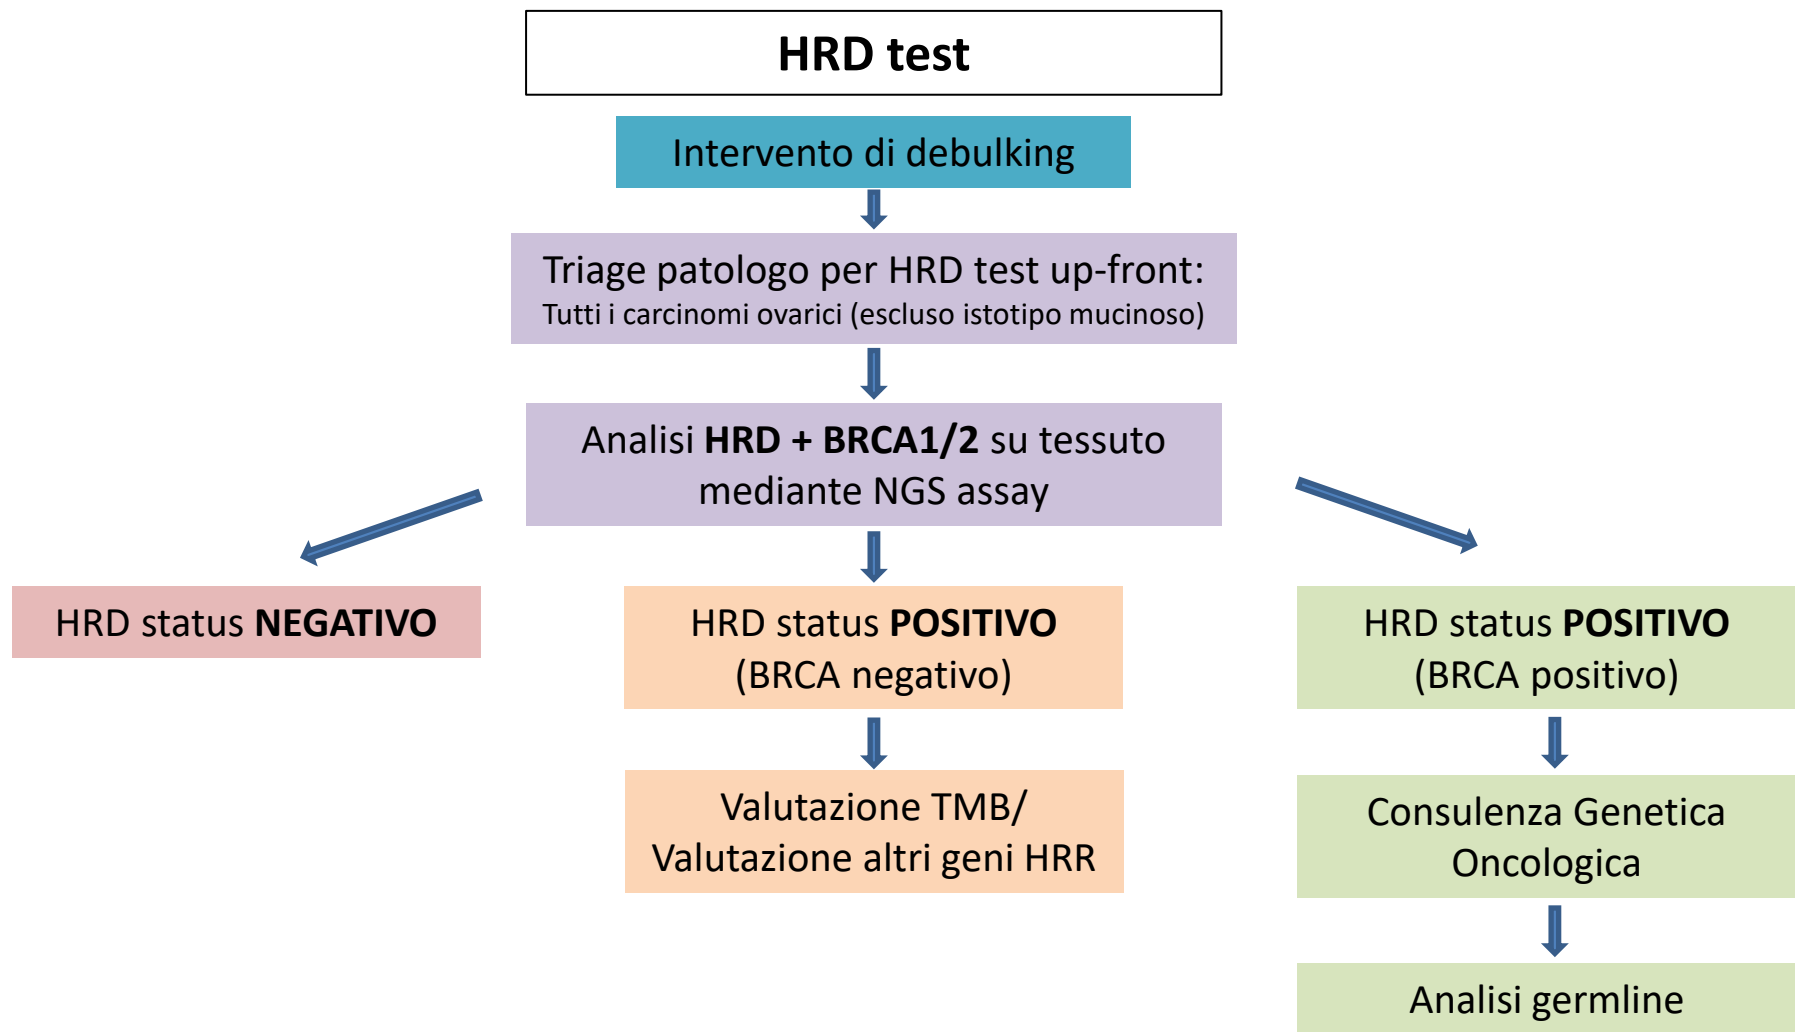 HRD test
Intervento di debulking
Triage patologo per HRD test up-front:
Tutti i carcinomi ovarici (escluso istotipo mucinoso)
Analisi HRD + BRCA1/2 su tessuto
mediante NGS assay
HRD status NEGATIVO
HRD status POSITIVO
(BRCA negativo)
Valutazione TMB/
Valutazione altri geni HRR
HRD status POSITIVO
(BRCA positivo)
Consulenza Genetica
Oncologica
Analisi germline